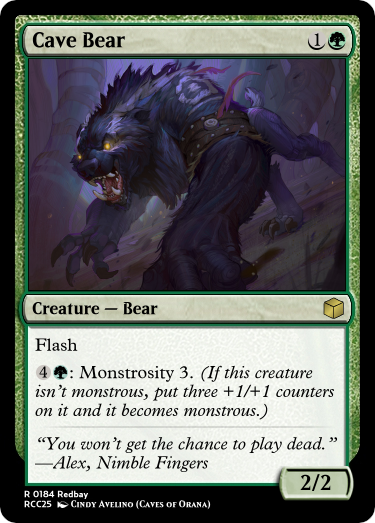 Cave Bear 1
Creature — Bear
Flash
4 : Monstrosity 3. (If this creature
isn't monstrous, put three +1/+1 counters
on it and it becomes monstrous.)
“You won't get the chance to play dead.”
—Alex, Nimble Fingers
2/2
R 0184 Redbay
RCC25 Cindy Avelino (Caves of Orana)